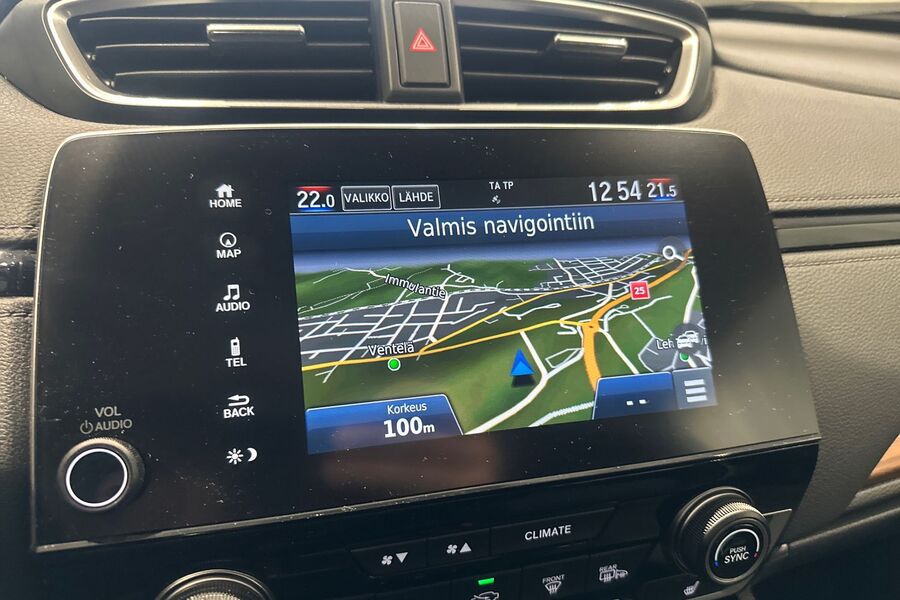 HOME
MAP
AUDIO
TEL
BACK
VOL
AUDIO
22.0 VALIKKO LÄHDE TA TP 12 54 21.5
Valmis navigointiin
Immulantie
25
Ventelä
Korkeus
100m
--
CLIMATE
PUSH
SYNC
FRONT
REAR